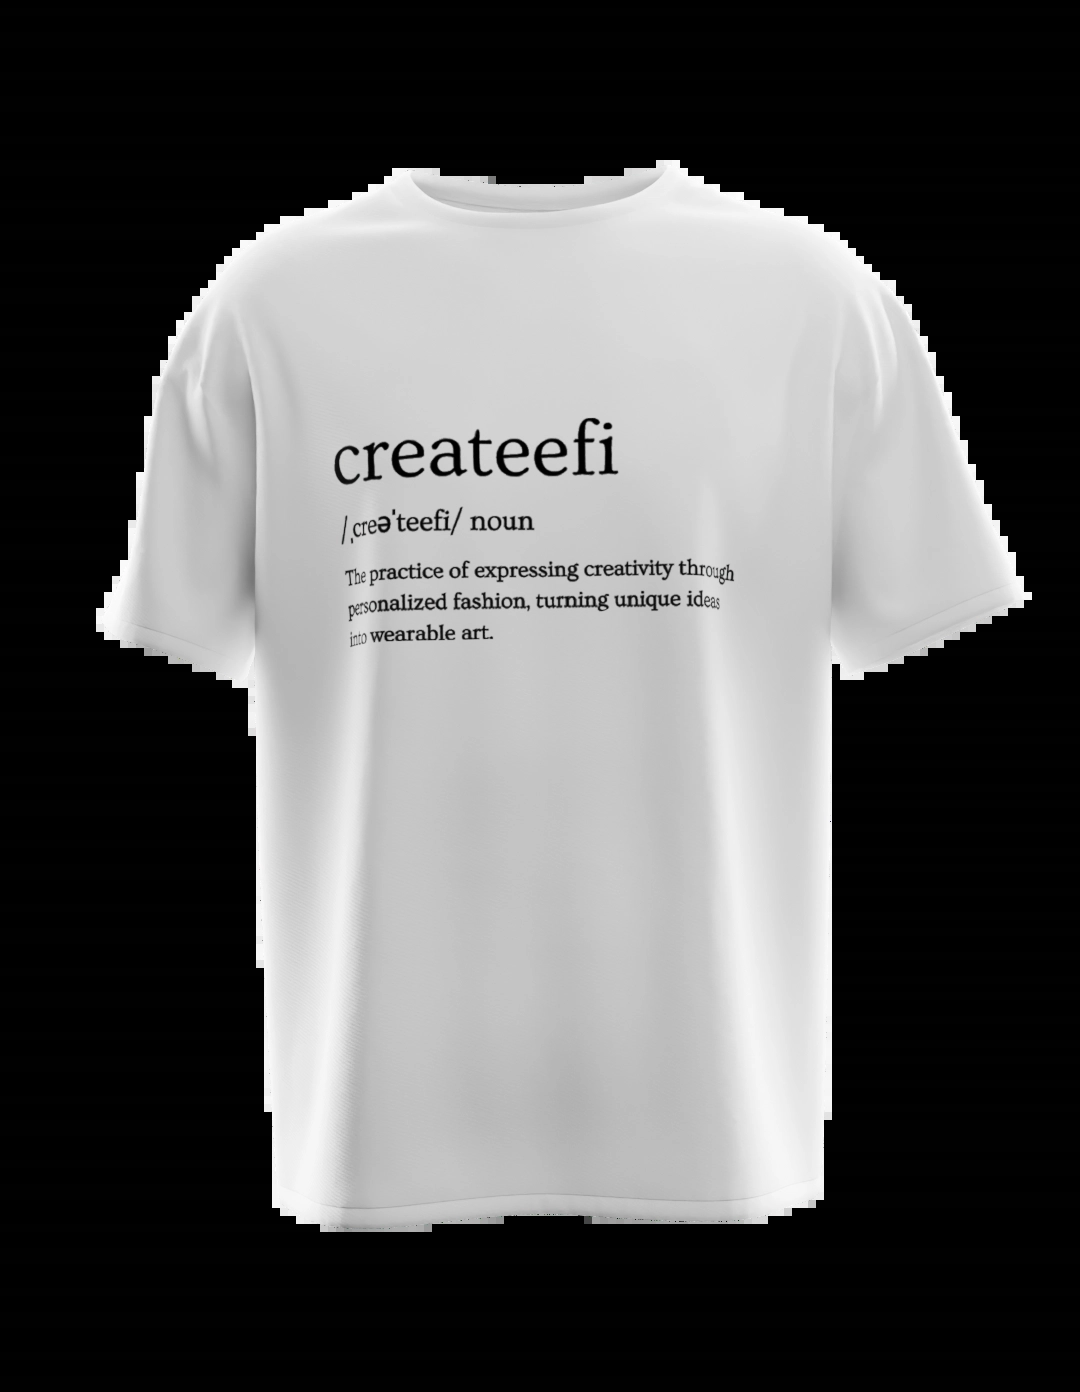 createefi
/ˌcreəˈteefi/ noun
The practice of expressing creativity through
personalized fashion, turning unique ideas
into wearable art.